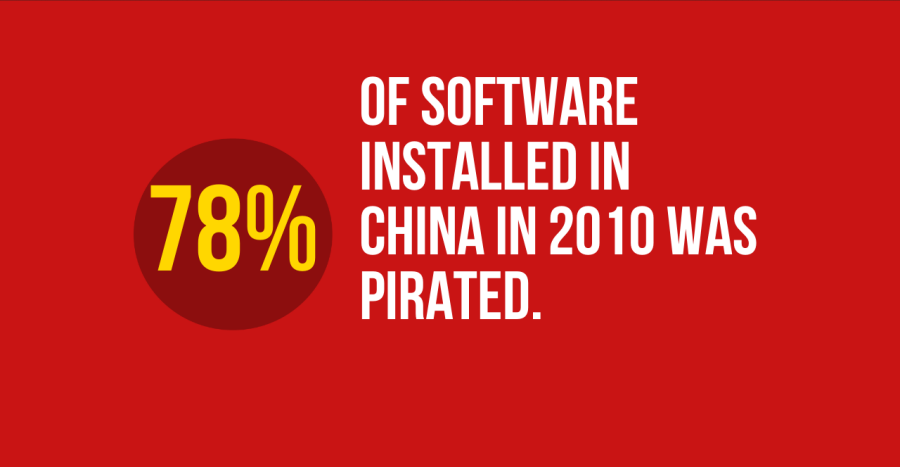 78%
OF SOFTWARE
INSTALLED IN
CHINA IN 2010 WAS
PIRATED.